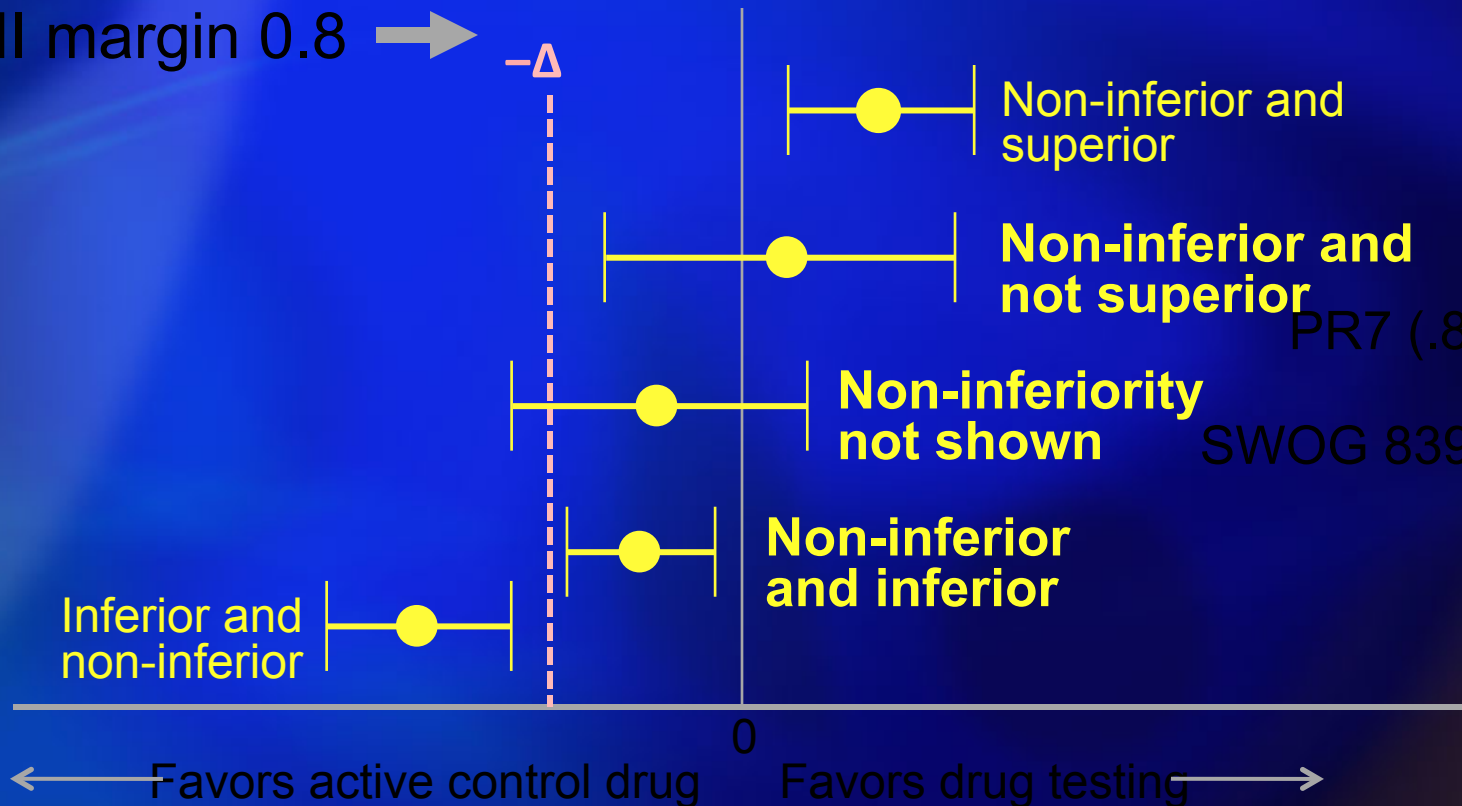 II margin 0.8
−Δ
Non-inferior and
superior
Non-inferior and
not superior
PR7 (.8
Non-inferiority
not shown
SWOG 839
Non-inferior
and inferior
Inferior and
non-inferior
0
Favors active control drug
Favors drug testing